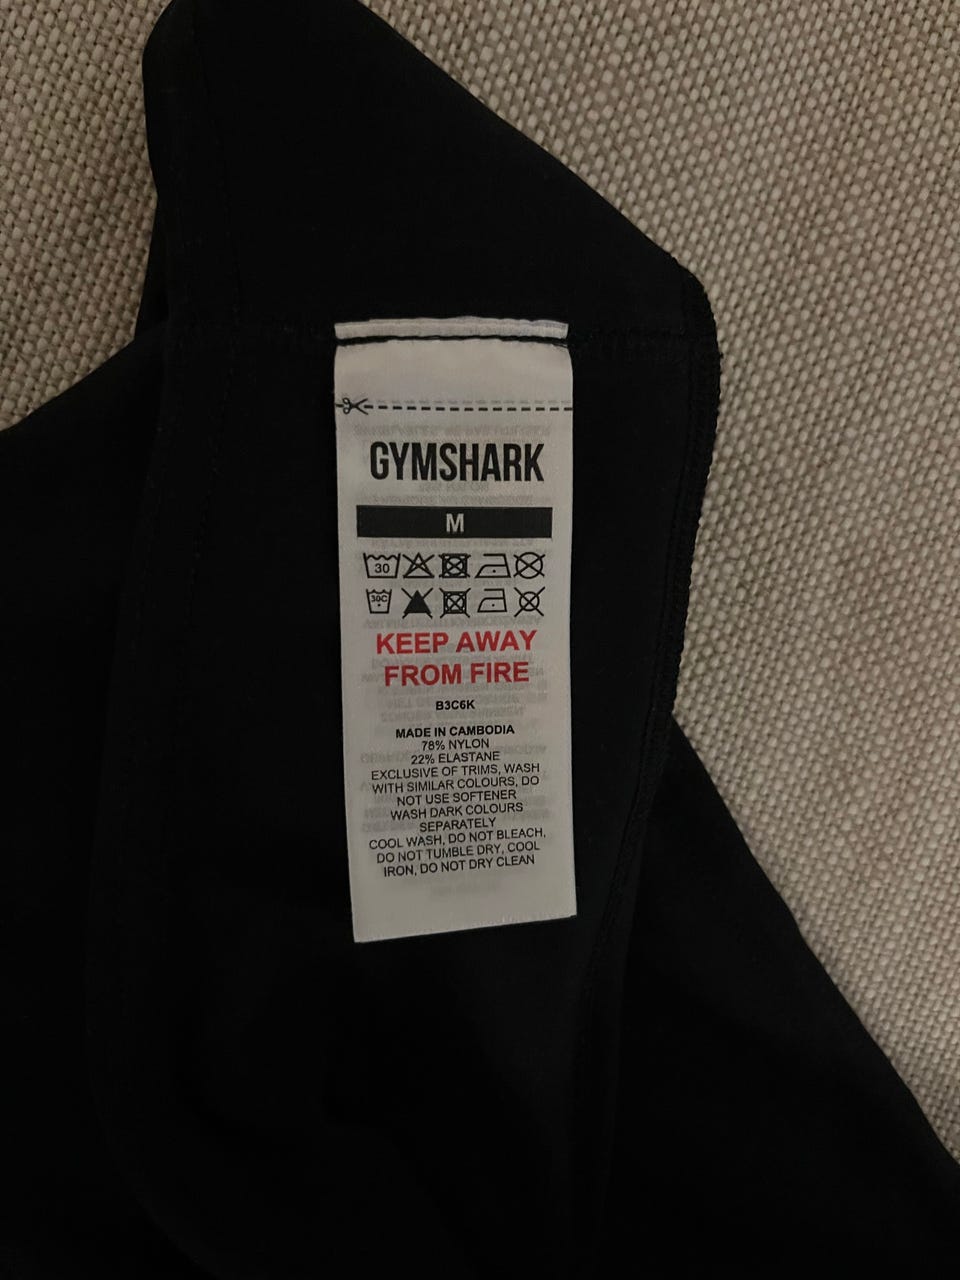 GYMSHARK
M
30
30C
KEEP AWAY
FROM FIRE
B3C6K
MADE IN CAMBODIA
78% NYLON
22% ELASTANE
EXCLUSIVE OF TRIMS, WASH
WITH SIMILAR COLOURS, DO
NOT USE SOFTENER
WASH DARK COLOURS
SEPARATELY
COOL WASH, DO NOT BLEACH,
DO NOT TUMBLE DRY, COOL
IRON, DO NOT DRY CLEAN